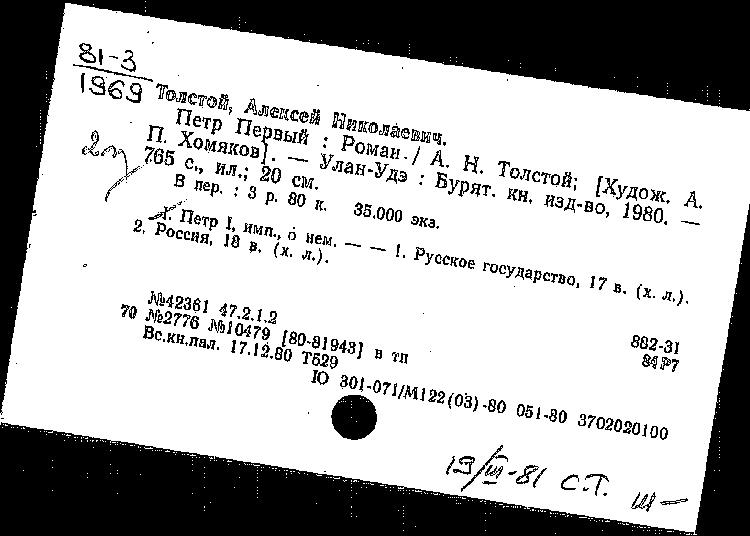 81-3
1969
Толстой, Алексей Николаевич.
Петр Первый : Роман / А. Н. Толстой; [Худож. А.
П. Хомяков]. — Улан-Удэ : Бурят. кн. изд-во, 1980. —
765 с., ил.; 20 см.
В пер. : 3 р. 80 к. 35.000 экз.
1. Петр I, имп., о нем. — — 1. Русское государство, 17 в. (х. л.).
2. Россия, 18 в. (х. л.).
№42361 47.2.1.2
882-31
70 №2776 №10479 [80-81943] в тп
84Р7
Вс.кн.пал. 17.12.80 Т529
Ю 301-071/М122(03)-80 051-80 3702020100
19/III-81 С.Т.